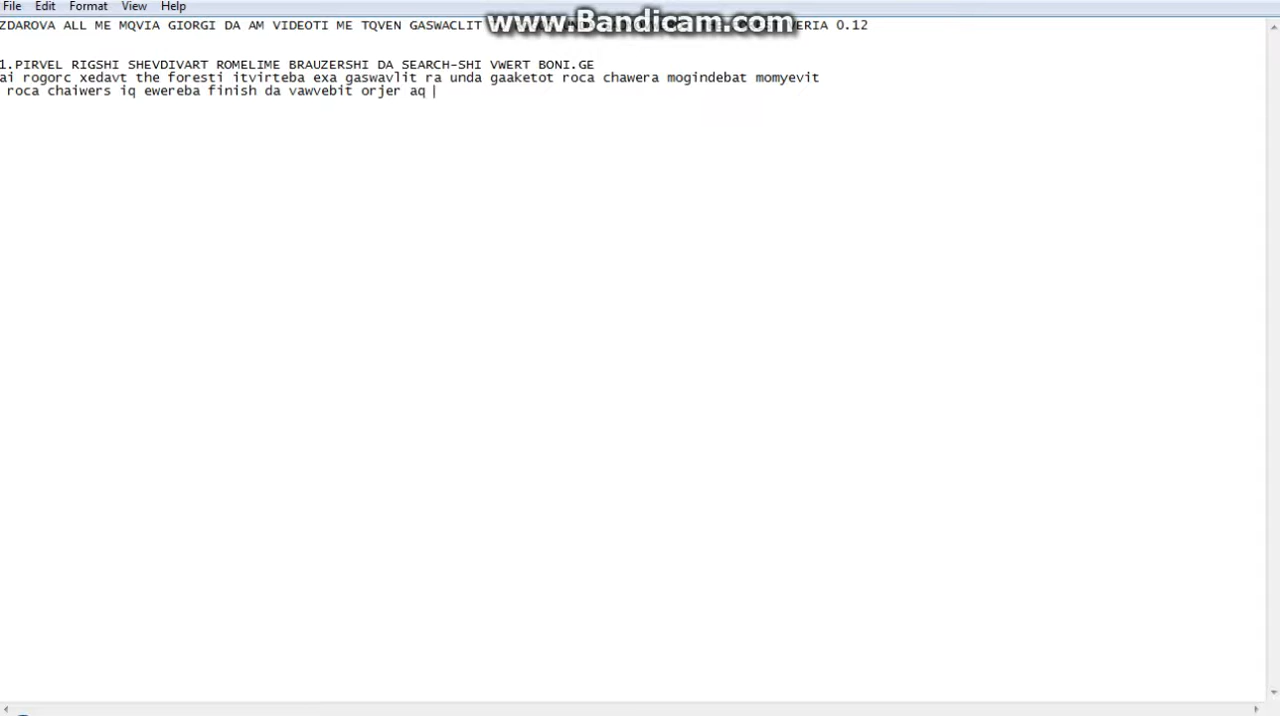 File Edit Format View Help
www.Bandicam.com
ZDAROVA ALL ME MQVIA GIORGI DA AM VIDEOTI ME TQVEN GASWACLIT 0.12
1.PIRVEL RIGSHI SHEVDIVART ROMELIME BRAUZERSHI DA SEARCH-SHI VWERT BONI.GE
ai rogorc xedavt the foresti itvirteba exa gaswavlit ra unda gaaketot roca chawera mogindebat momyevit
roca chaiwers iq ewereba finish da vawvebit orjer aq